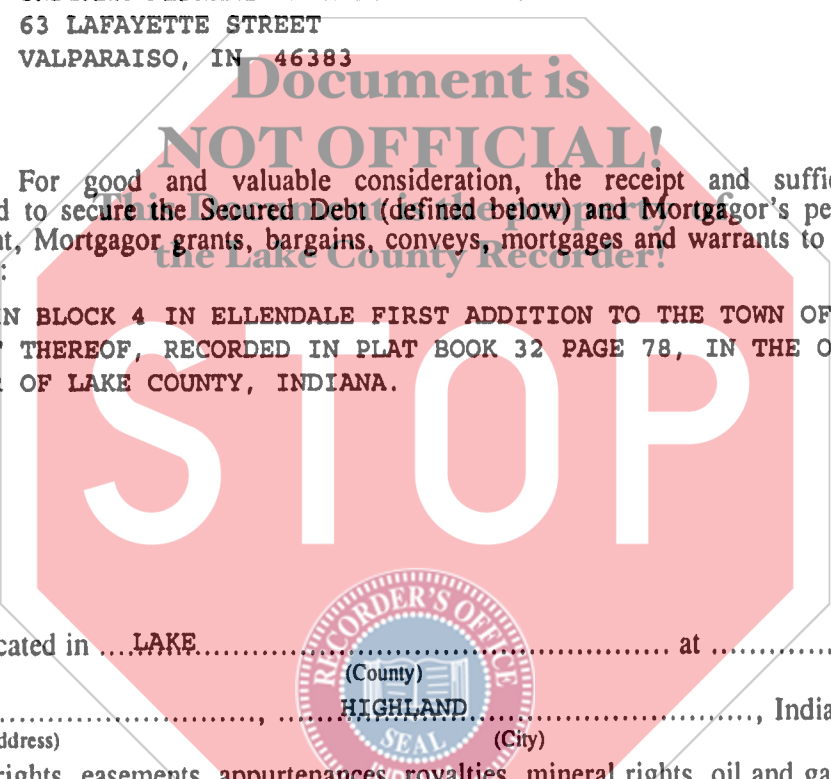 63 LAFAYETTE STREET
VALPARAISO, IN 46383
Document is
NOT OFFICIAL!
For good and valuable consideration, the receipt and suffic
This Document is the property of
d to secure the Secured Debt (defined below) and Mortgagor's pe
nt, Mortgagor grants, bargains, conveys, mortgages and warrants to
the Lake County Recorder!
:
N BLOCK 4 IN ELLENDALE FIRST ADDITION TO THE TOWN OF
THEREOF, RECORDED IN PLAT BOOK 32 PAGE 78, IN THE O
OF LAKE COUNTY, INDIANA.
STOP
RECORDER'S OFFICE
cated in ....LAKE.................................................................. at ................
(County)
......................................, ........HIGHLAND..........................................., India
ddress) (City)
SEAL
rights, easements, appurtenances, royalties, mineral rights, oil and ga